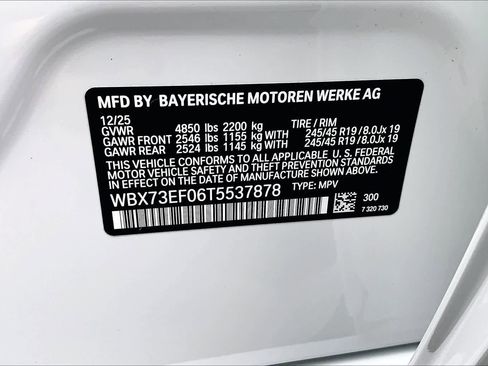 MFD BY BAYERISCHE MOTOREN WERKE AG
12/25 TIRE / RIM
GVWR 4850 lbs 2200 kg
GAWR FRONT 2546 lbs 1155 kg WITH 245/45 R19 / 8.0Jx 19
GAWR REAR 2524 lbs 1145 kg WITH 245/45 R19 / 8.0Jx 19
THIS VEHICLE CONFORMS TO ALL APPLICABLE U. S. FEDERAL
MOTOR VEHICLE SAFETY AND THEFT PREVENTION STANDARDS
IN EFFECT ON THE DATE OF MANUFACTURE SHOWN ABOVE.
WBX73EF06T5537878 TYPE: MPV
300
7 320 730